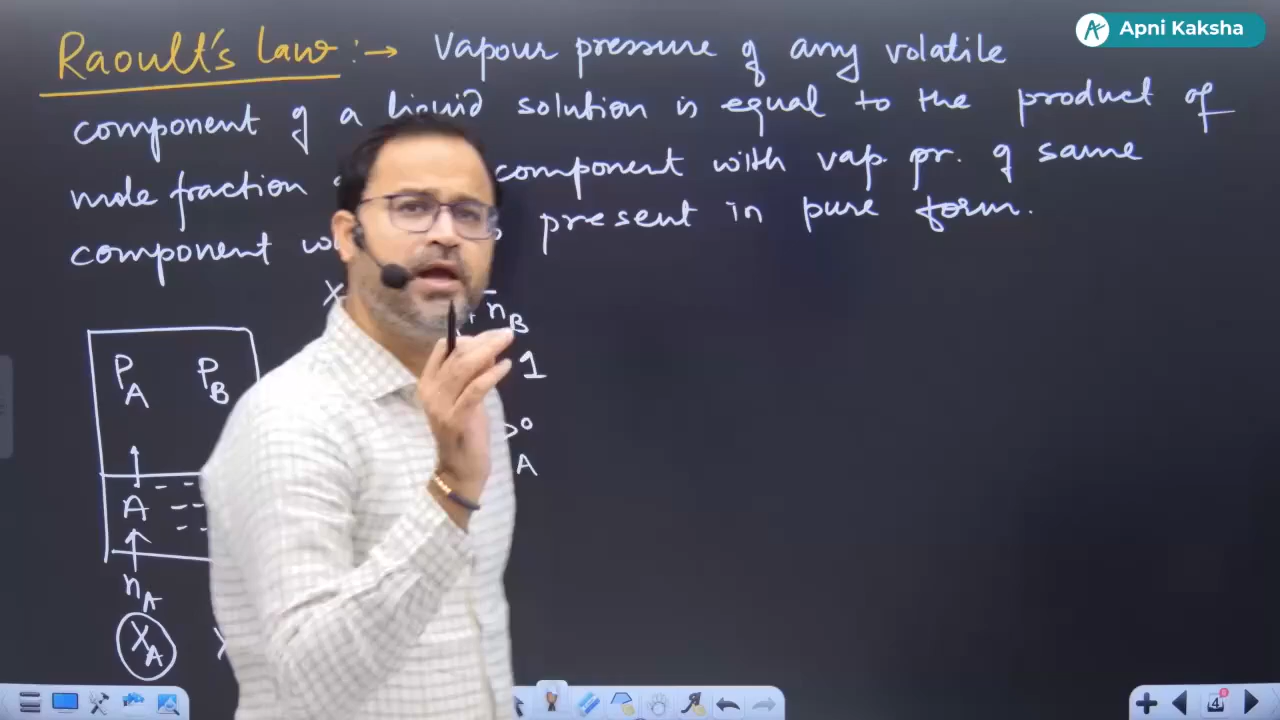 Apni Kaksha
Raoult's law :→ Vapour pressure of any volatile
component of a liquid solution is equal to the product of
mole fraction component with vap. pr. of same
component present in pure form.
X n_B
P_A P_B 1
°
A A
n_A
X_A
4